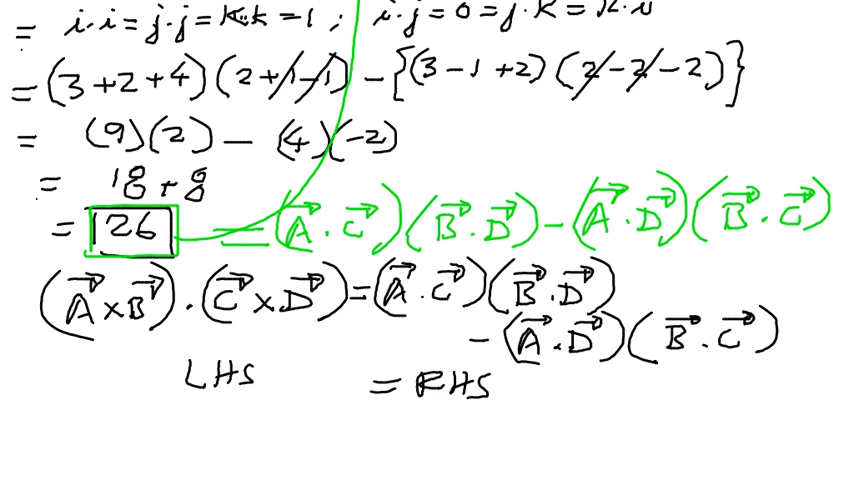 = i.i = j.j = k.k = 1 ; i.j = 0 = j.k = k.i
= (3+2+4)(2+1-1) - {(3-1+2)(2-2-2)}
= (9)(2) - (4)(-2)
= 18+8
= 26 = (A⃗.C⃗)(B⃗.D⃗) - (A⃗.D⃗)(B⃗.C⃗)
(A⃗×B⃗).(C⃗×D⃗) = (A⃗.C⃗)(B⃗.D⃗)
- (A⃗.D⃗)(B⃗.C⃗)
LHS = RHS